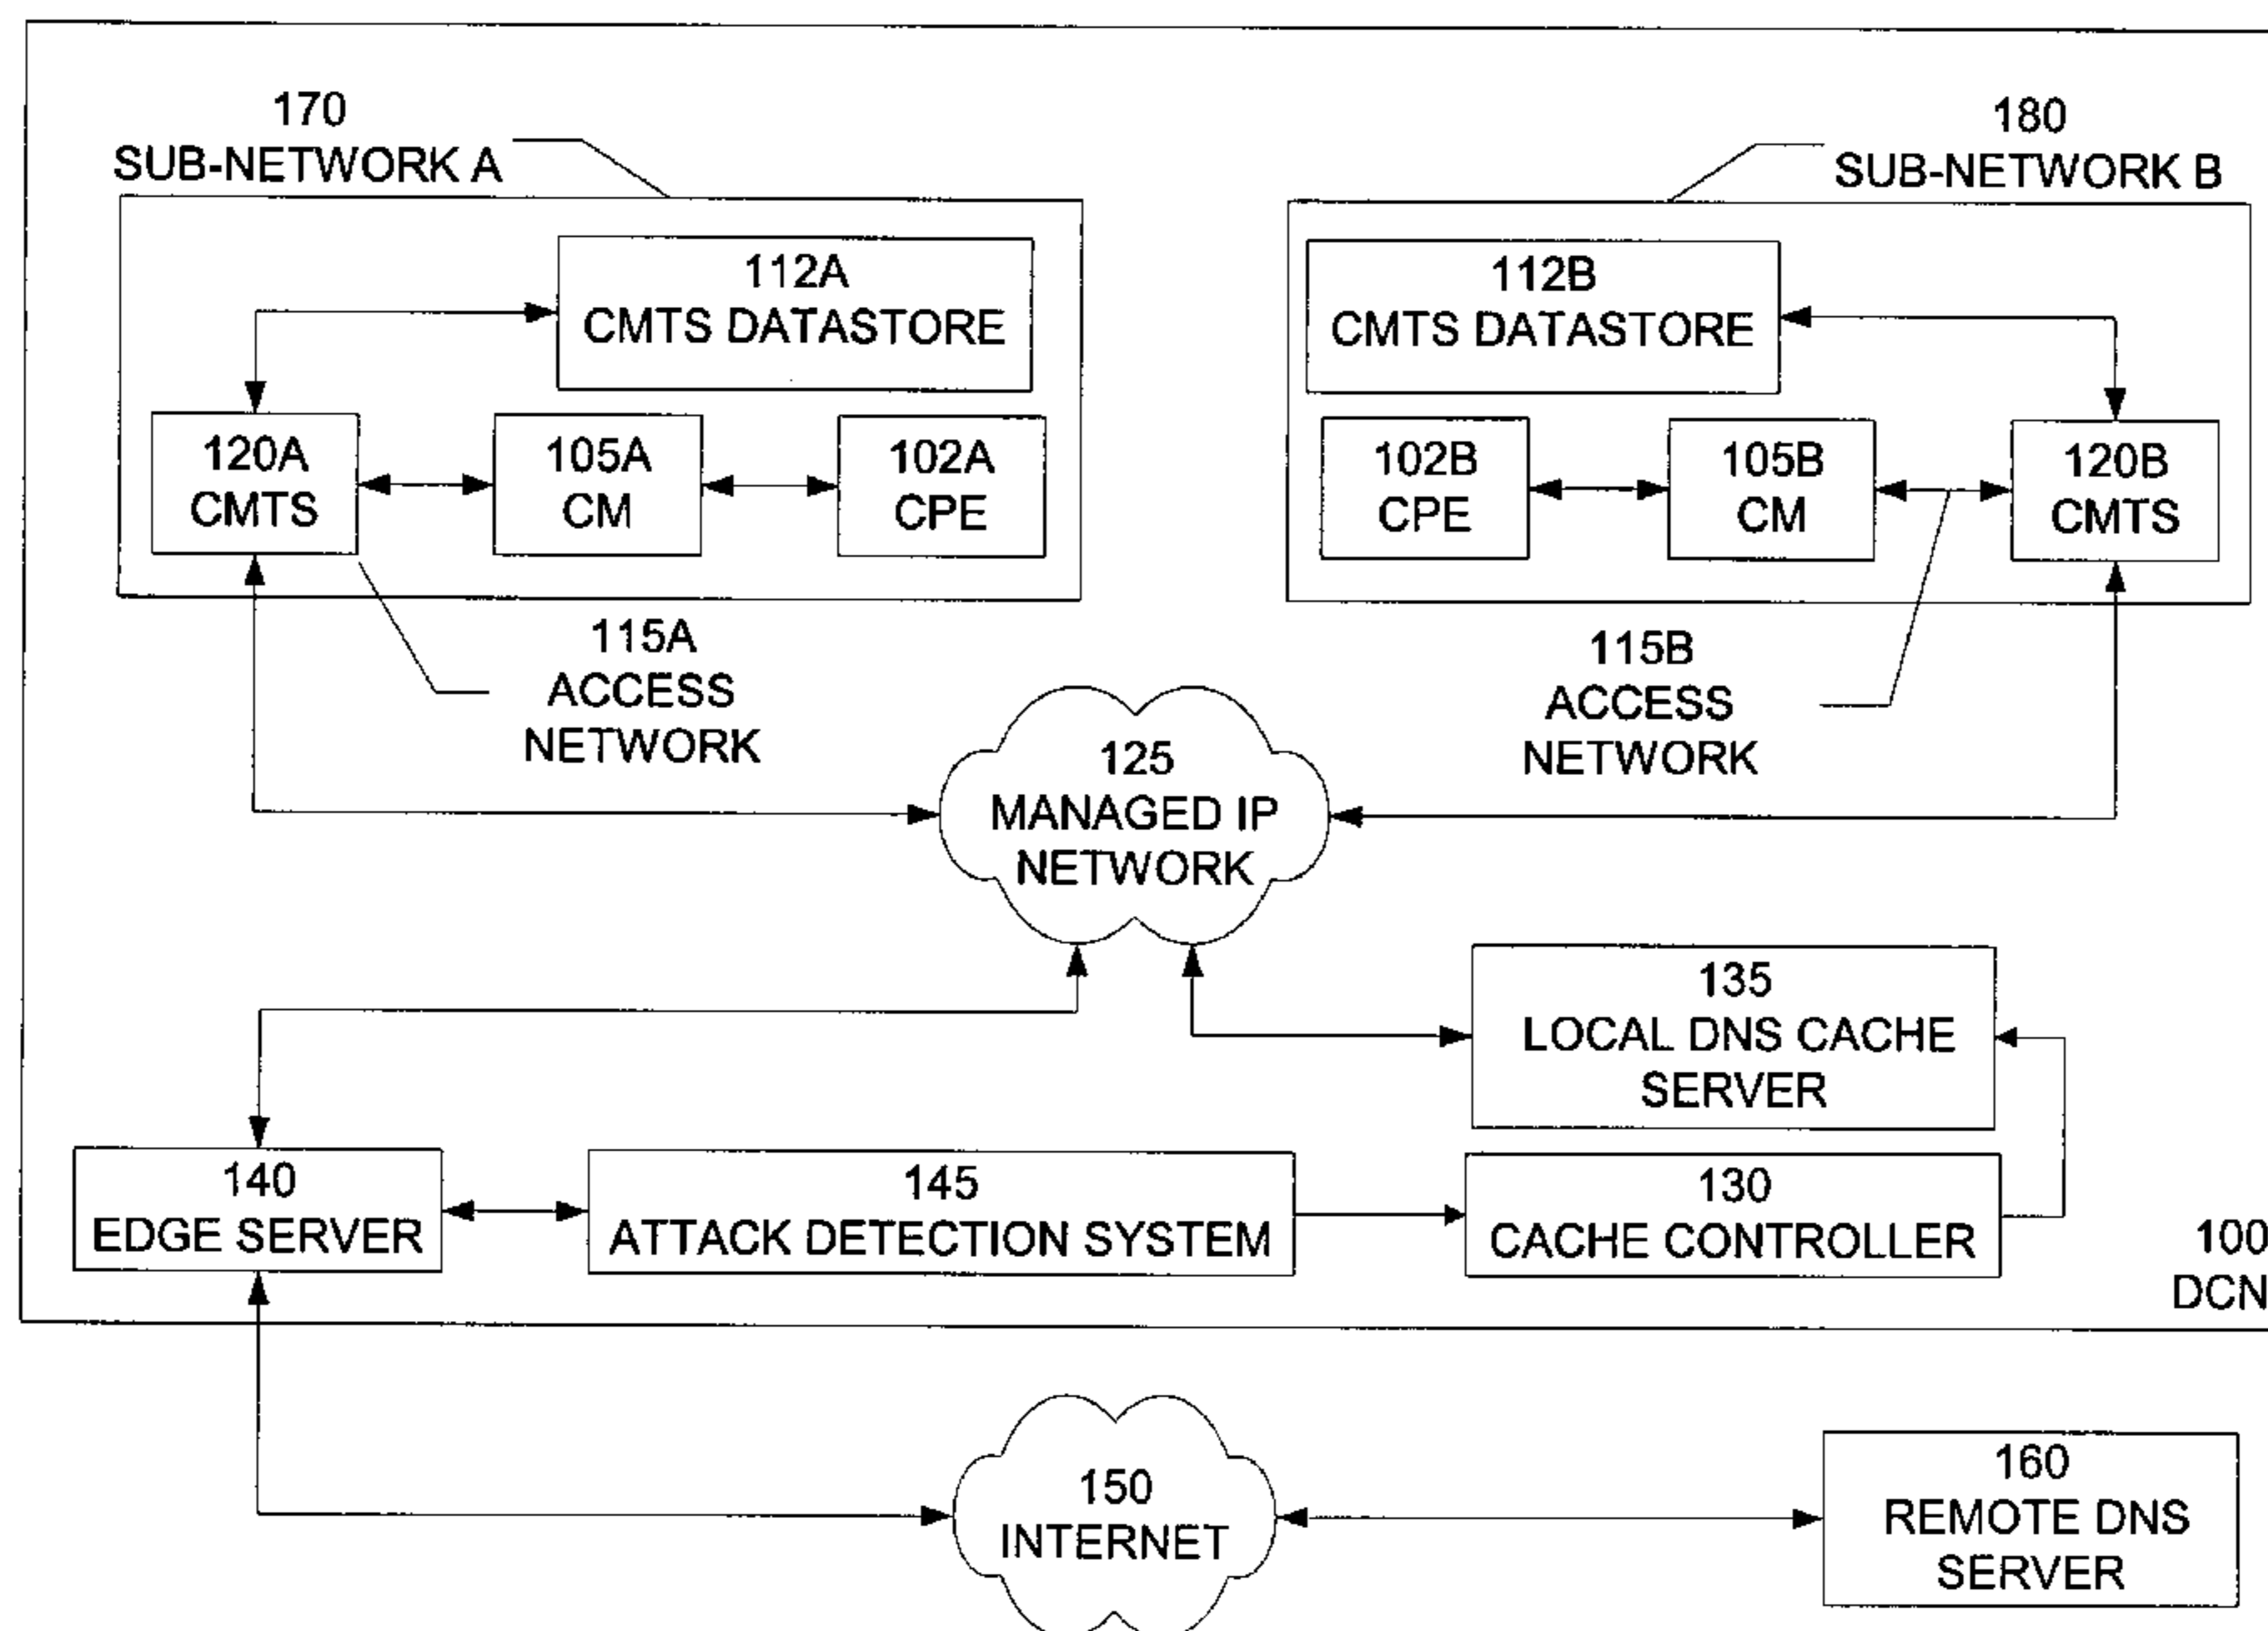 170
SUB-NETWORK A
180
SUB-NETWORK B
112A
CMTS DATASTORE
112B
CMTS DATASTORE
120A
CMTS
105A
CM
102A
CPE
102B
CPE
105B
CM
120B
CMTS
115A
ACCESS
NETWORK
115B
ACCESS
NETWORK
125
MANAGED IP
NETWORK
135
LOCAL DNS CACHE
SERVER
140
EDGE SERVER
145
ATTACK DETECTION SYSTEM
130
CACHE CONTROLLER
100
DCN
150
INTERNET
160
REMOTE DNS
SERVER